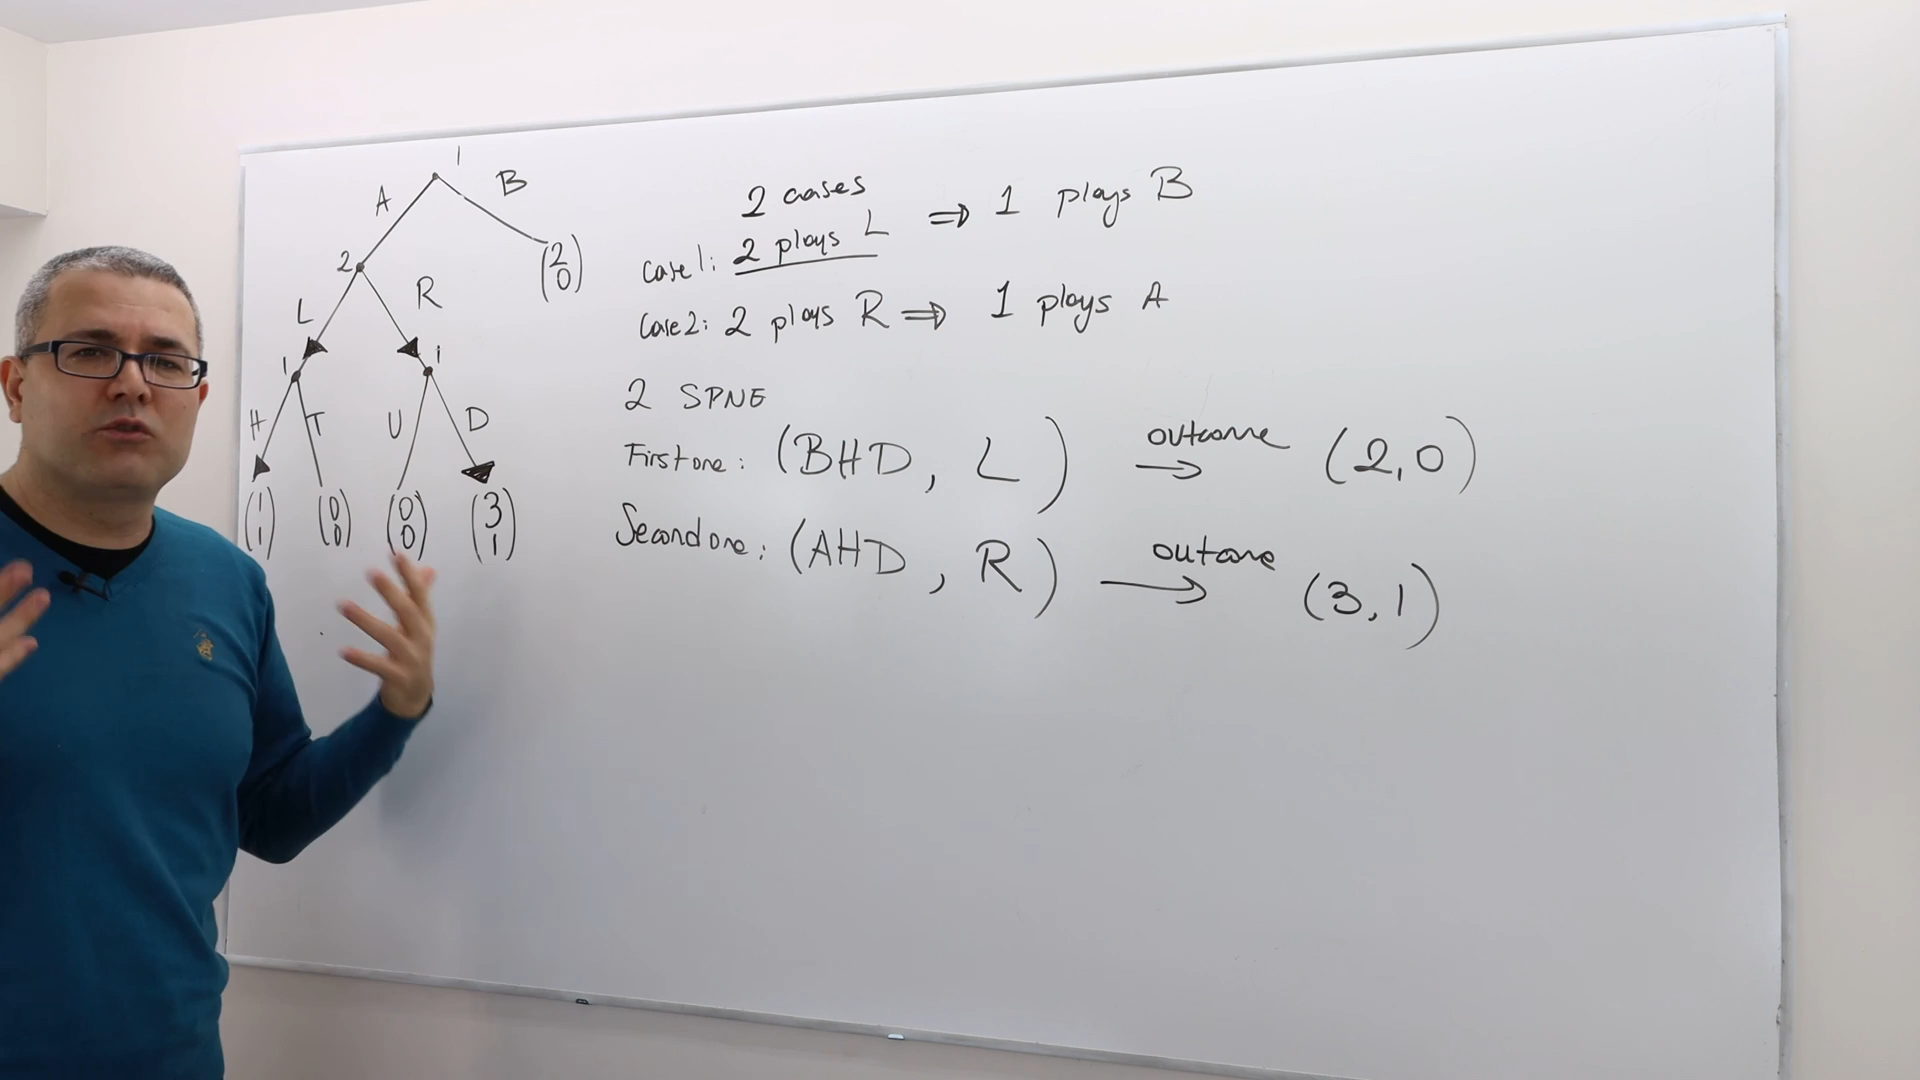 1
A B
2
(2 0)
L R
1 1
H T U D
(1 1) (0 0) (0 0) (3 1)
2 cases
Case 1: 2 plays L ⇒ 1 plays B
Case 2: 2 plays R ⇒ 1 plays A
2 SPNE
First one: (BHD, L) → outcome (2,0)
Second one: (AHD, R) → outcome (3,1)